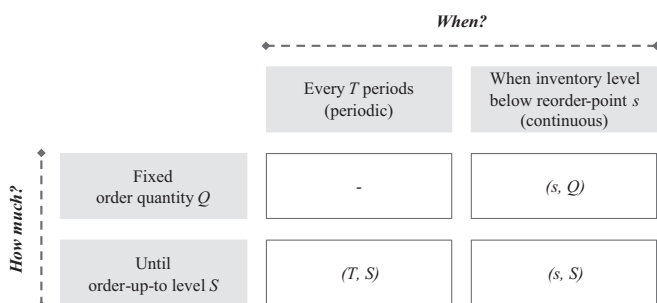 When?
Every T periods
(periodic)
When inventory level
below reorder-point s
(continuous)
How much?
Fixed
order quantity Q
-
(s, Q)
Until
order-up-to level S
(T, S)
(s, S)